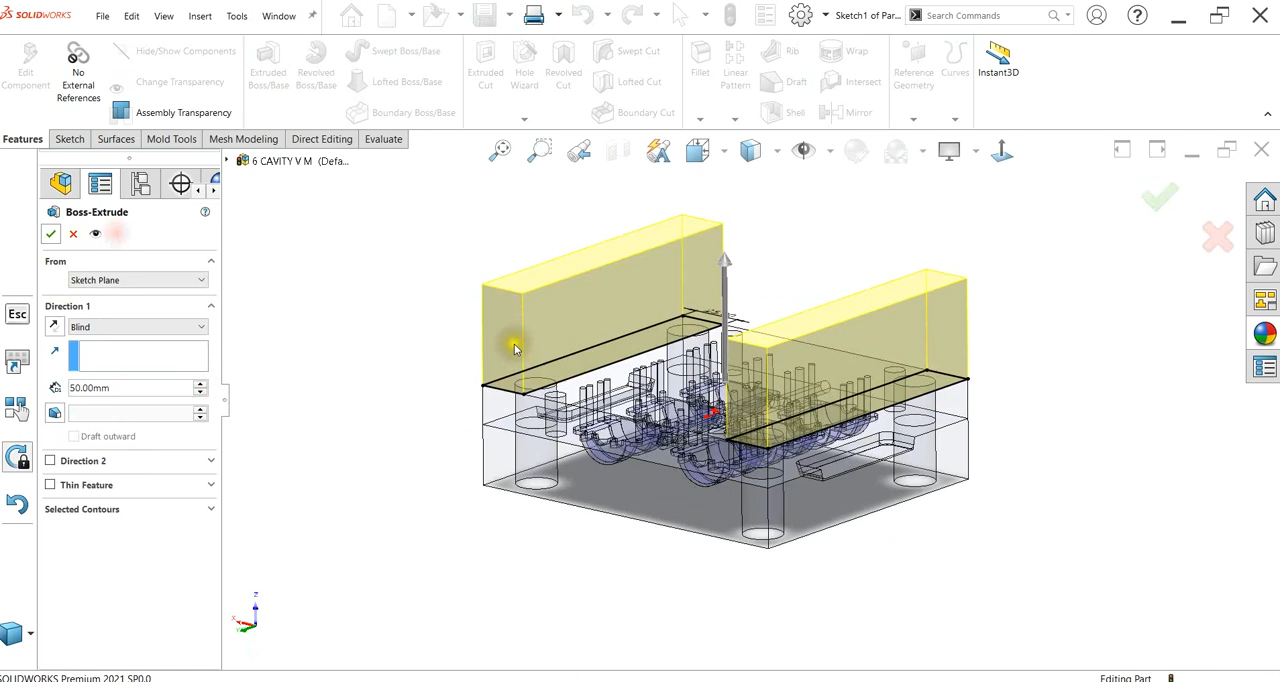 SOLIDWORKS File Edit View Insert Tools Window Sketch1 of Par... Search Commands
Edit Component
No External References
Hide/Show Components
Change Transparency
Assembly Transparency
Extruded Boss/Base
Revolved Boss/Base
Swept Boss/Base
Lofted Boss/Base
Boundary Boss/Base
Extruded Cut
Hole Wizard
Revolved Cut
Swept Cut
Lofted Cut
Boundary Cut
Fillet
Linear Pattern
Rib
Draft
Shell
Wrap
Intersect
Mirror
Reference Geometry
Curves
Instant3D
Features Sketch Surfaces Mold Tools Mesh Modeling Direct Editing Evaluate
6 CAVITY V M (Defa...
Boss-Extrude
From
Sketch Plane
Direction 1
Blind
50.00mm
Draft outward
Direction 2
Thin Feature
Selected Contours
Esc
Z
X
Y
SOLIDWORKS Premium 2021 SP0.0
Editing Part